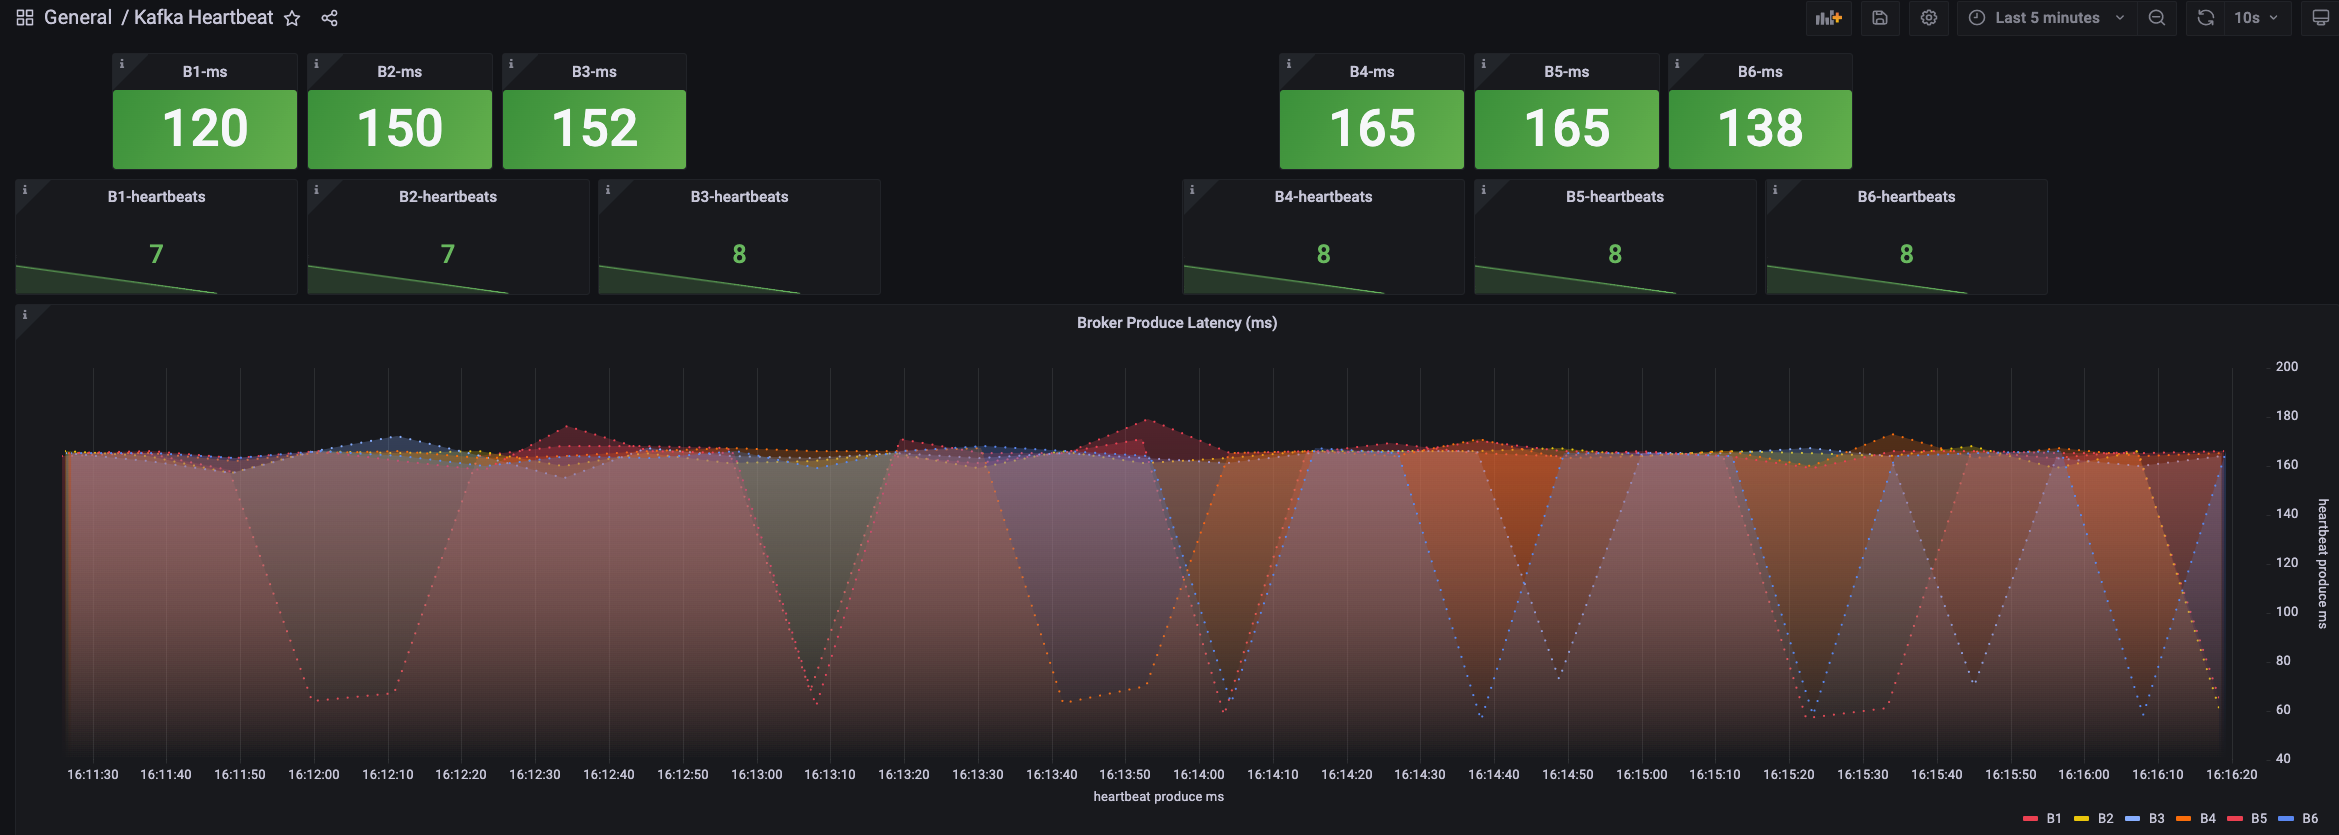 General / Kafka Heartbeat
Last 5 minutes
10s
B1-ms
B2-ms
B3-ms
B4-ms
B5-ms
B6-ms
120
150
152
165
165
138
B1-heartbeats
B2-heartbeats
B3-heartbeats
B4-heartbeats
B5-heartbeats
B6-heartbeats
7
7
8
8
8
8
Broker Produce Latency (ms)
200
180
160
140
120
100
80
60
40
heartbeat produce ms
16:11:30 16:11:40 16:11:50 16:12:00 16:12:10 16:12:20 16:12:30 16:12:40 16:12:50 16:13:00 16:13:10 16:13:20 16:13:30 16:13:40 16:13:50 16:14:00 16:14:10 16:14:20 16:14:30 16:14:40 16:14:50 16:15:00 16:15:10 16:15:20 16:15:30 16:15:40 16:15:50 16:16:00 16:16:10 16:16:20
heartbeat produce ms
B1 B2 B3 B4 B5 B6